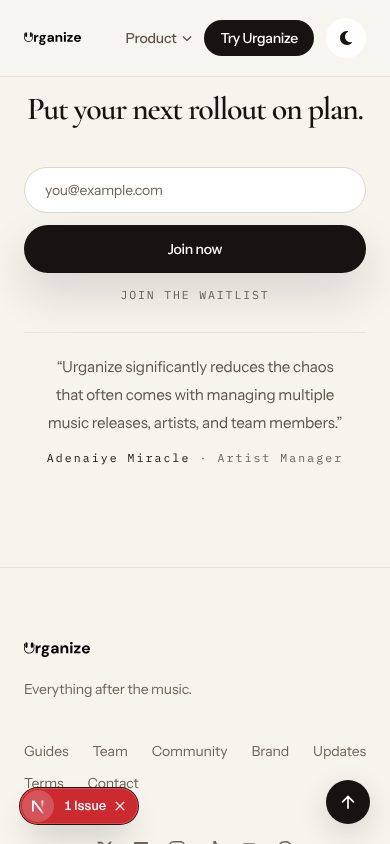 Urganize
Product
Try Urganize
Put your next rollout on plan.
you@example.com
Join now
JOIN THE WAITLIST
“Urganize significantly reduces the chaos
that often comes with managing multiple
music releases, artists, and team members.”
Adenaiye Miracle · Artist Manager
Urganize
Everything after the music.
Guides Team Community Brand Updates
Terms Contact
N 1 Issue